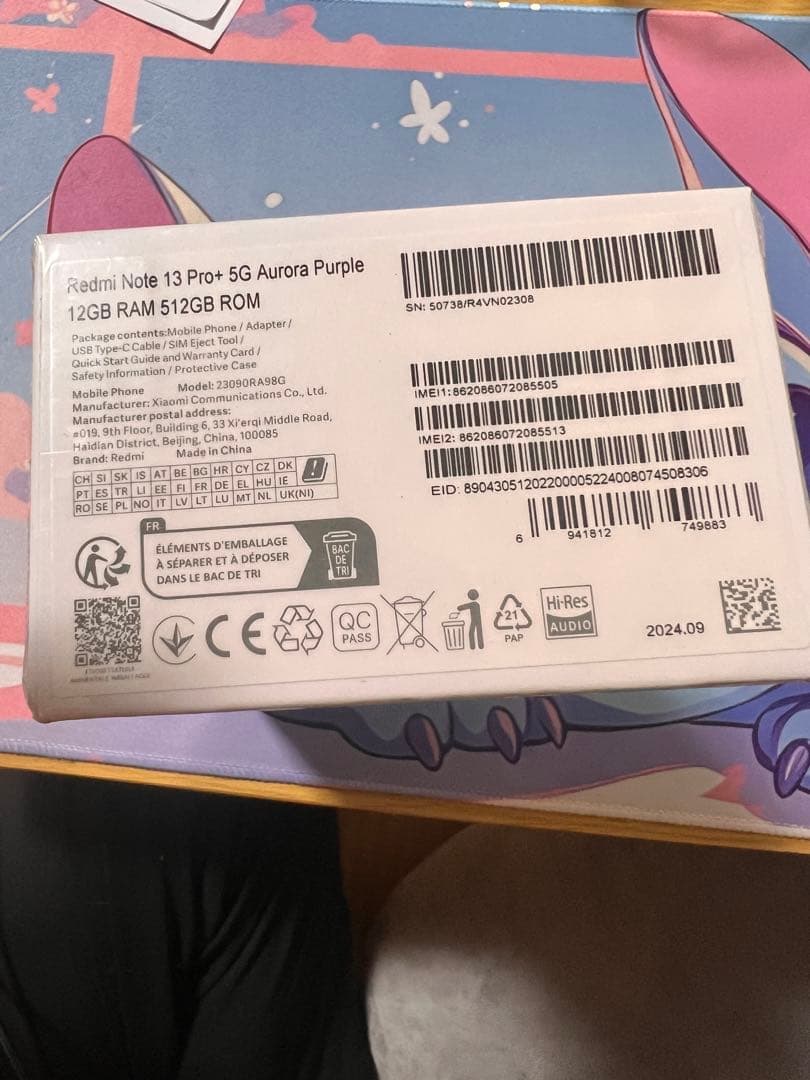 Redmi Note 13 Pro+ 5G Aurora Purple
12GB RAM 512GB ROM
Package contents:Mobile Phone / Adapter /
USB Type-C Cable / SIM Eject Tool /
Quick Start Guide and Warranty Card /
Safety Information / Protective Case
Mobile Phone Model: 23090RA98G
Manufacturer: Xiaomi Communications Co., Ltd.
Manufacturer postal address:
#019, 9th Floor, Building 6, 33 Xi'erqi Middle Road,
Haidian District, Beijing, China, 100085
Brand: Redmi Made in China
CH SI SK IS AT BE BG HR CY CZ DK
PT ES TR LI EE FI FR DE EL HU IE
RO SE PL NO IT LV LT LU MT NL UK(NI)
SN: 50738/R4VN02308
IMEI1: 862086072085505
IMEI2: 862086072085513
EID: 89043051202200005224008074508306
6 941812 749883
FR
ÉLÉMENTS D'EMBALLAGE
À SÉPARER ET À DÉPOSER
DANS LE BAC DE TRI
BAC
DE
TRI
CE
QC
PASS
21
PAP
Hi-Res
AUDIO
2024.09